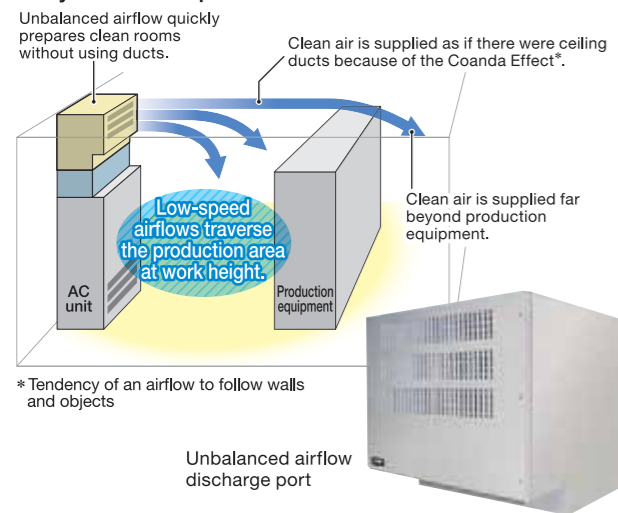 Unbalanced airflow quickly
prepares clean rooms
without using ducts.
Clean air is supplied as if there were ceiling
ducts because of the Coanda Effect*.
Clean air is supplied far
beyond production
equipment.
Low-speed
airflows traverse
the production area
at work height.
AC
unit
Production
equipment
* Tendency of an airflow to follow walls
and objects
Unbalanced airflow
discharge port